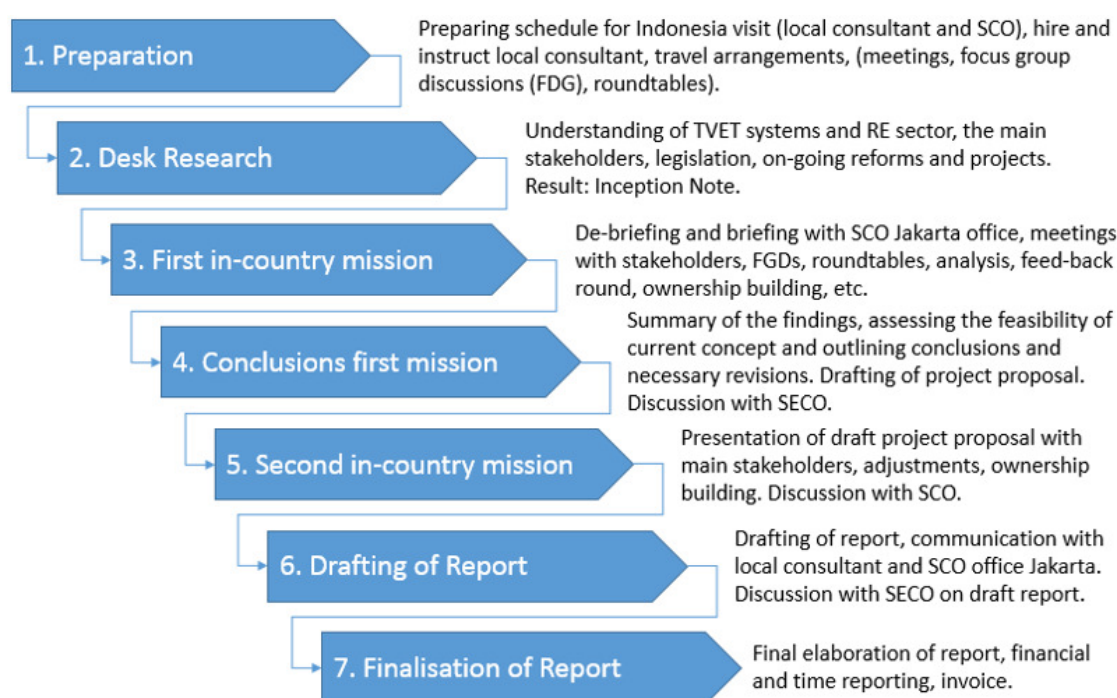 1. Preparation
Preparing schedule for Indonesia visit (local consultant and SCO), hire and
instruct local consultant, travel arrangements, (meetings, focus group
discussions (FDG), roundtables).
2. Desk Research
Understanding of TVET systems and RE sector, the main
stakeholders, legislation, on-going reforms and projects.
Result: Inception Note.
3. First in-country mission
De-briefing and briefing with SCO Jakarta office, meetings
with stakeholders, FGDs, roundtables, analysis, feed-back
round, ownership building, etc.
4. Conclusions first mission
Summary of the findings, assessing the feasibility of
current concept and outlining conclusions and
necessary revisions. Drafting of project proposal.
Discussion with SECO.
5. Second in-country mission
Presentation of draft project proposal with
main stakeholders, adjustments, ownership
building. Discussion with SCO.
6. Drafting of Report
Drafting of report, communication with
local consultant and SCO office Jakarta.
Discussion with SECO on draft report.
7. Finalisation of Report
Final elaboration of report, financial
and time reporting, invoice.